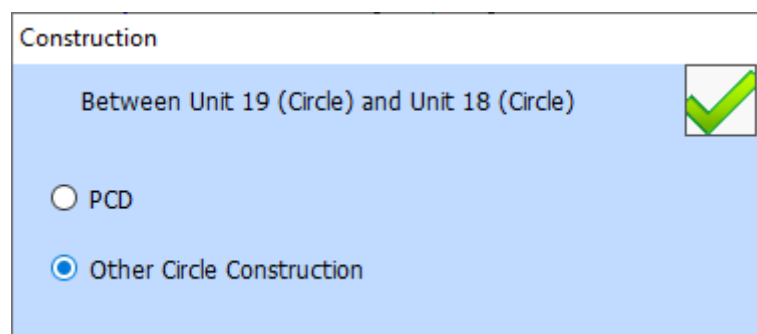 Construction
Between Unit 19 (Circle) and Unit 18 (Circle)
PCD
Other Circle Construction